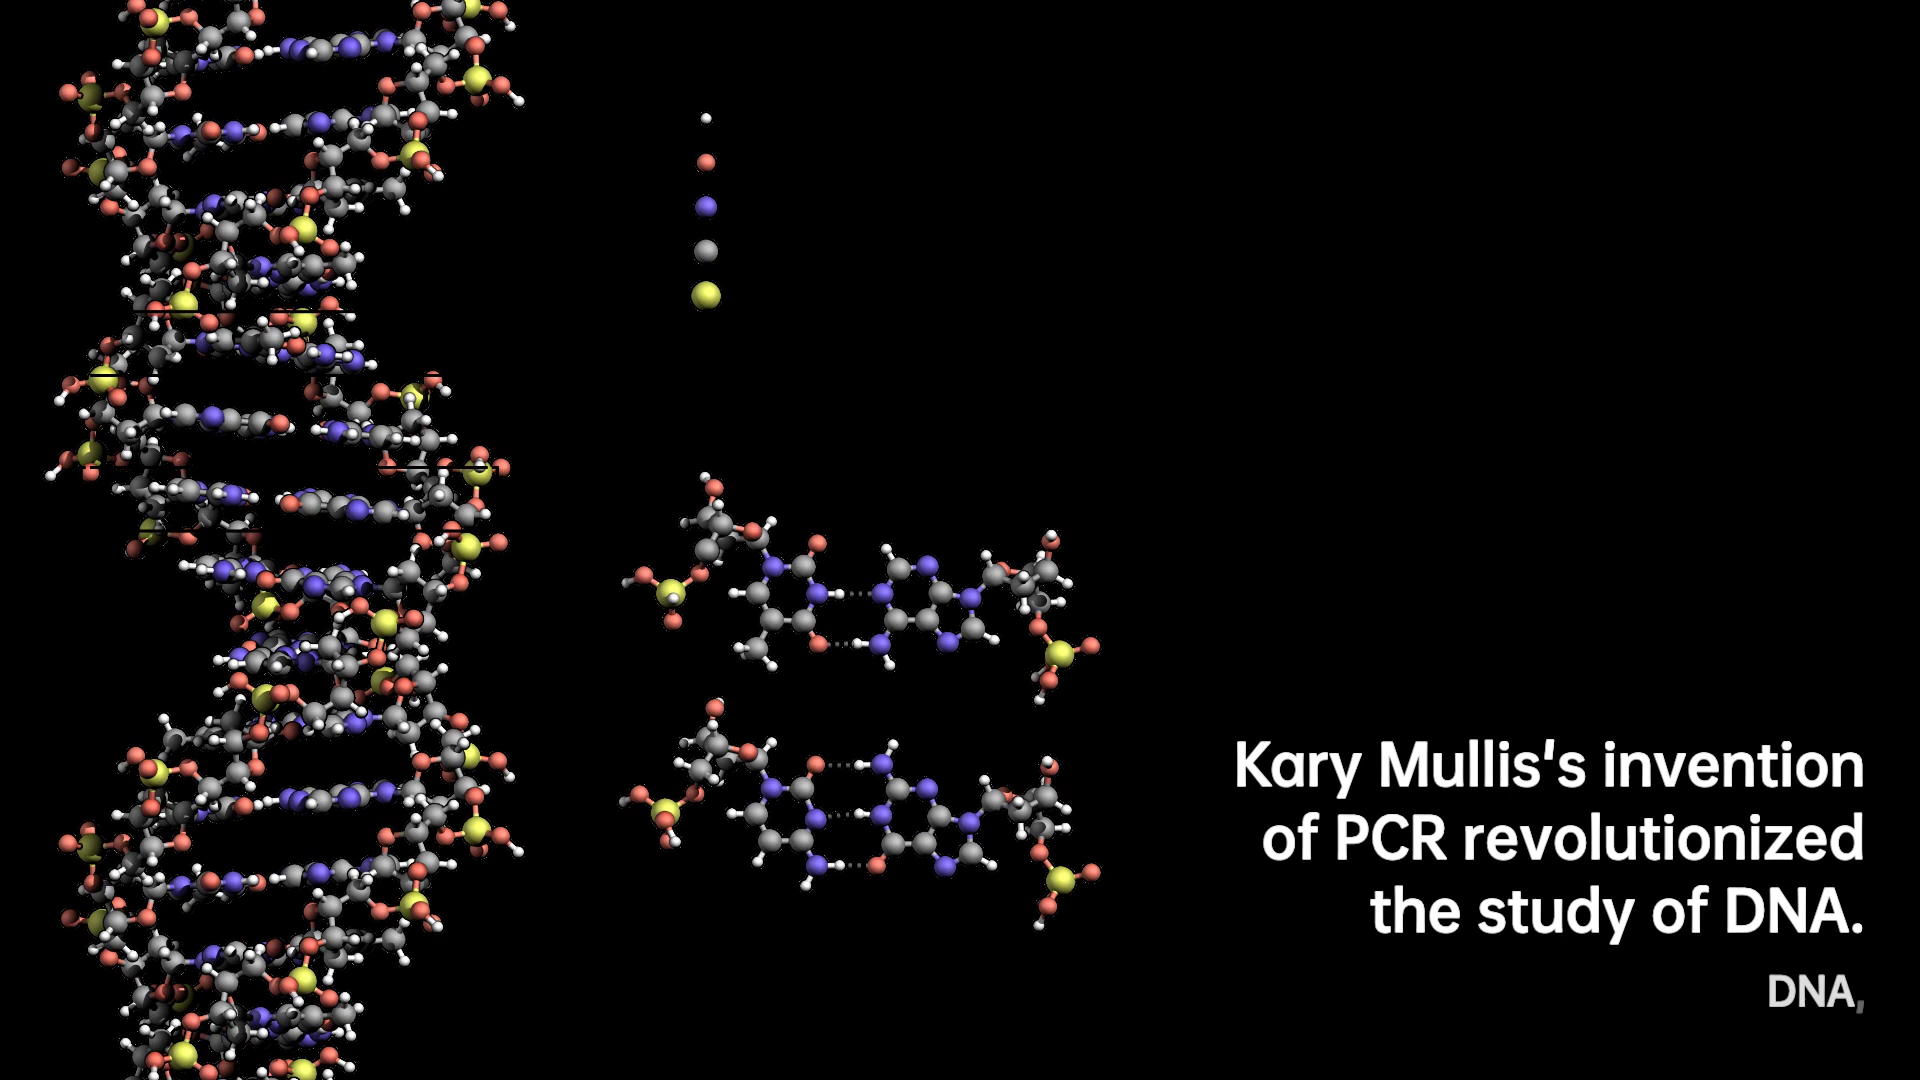 Kary Mullis's invention
of PCR revolutionized
the study of DNA.
DNA,